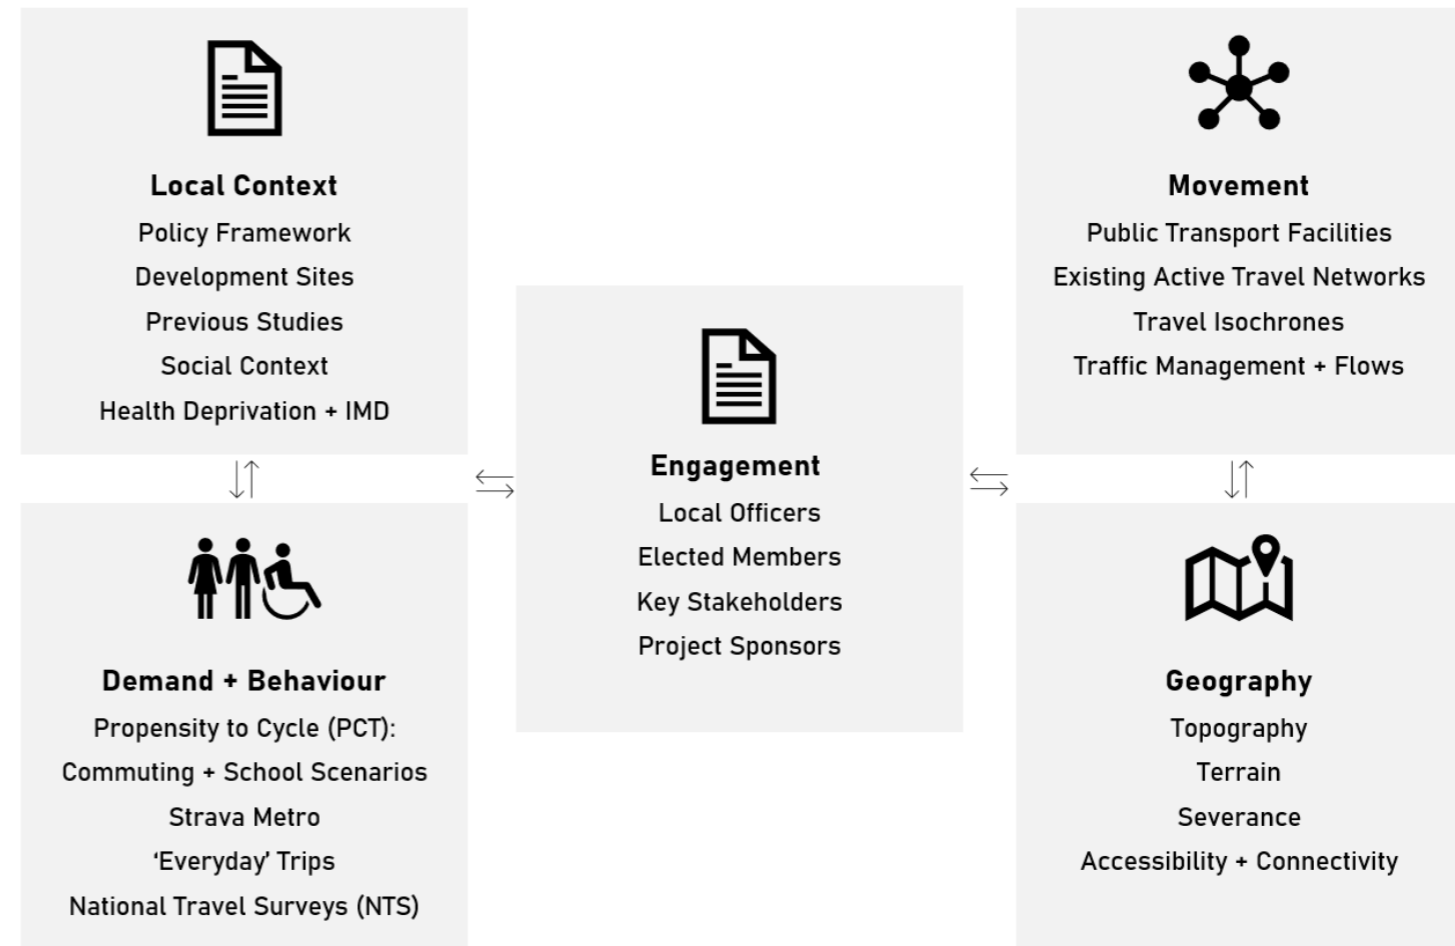 Local Context
Policy Framework
Development Sites
Previous Studies
Social Context
Health Deprivation + IMD
Demand + Behaviour
Propensity to Cycle (PCT):
Commuting + School Scenarios
Strava Metro
‘Everyday’ Trips
National Travel Surveys (NTS)
Engagement
Local Officers
Elected Members
Key Stakeholders
Project Sponsors
Movement
Public Transport Facilities
Existing Active Travel Networks
Travel Isochrones
Traffic Management + Flows
Geography
Topography
Terrain
Severance
Accessibility + Connectivity